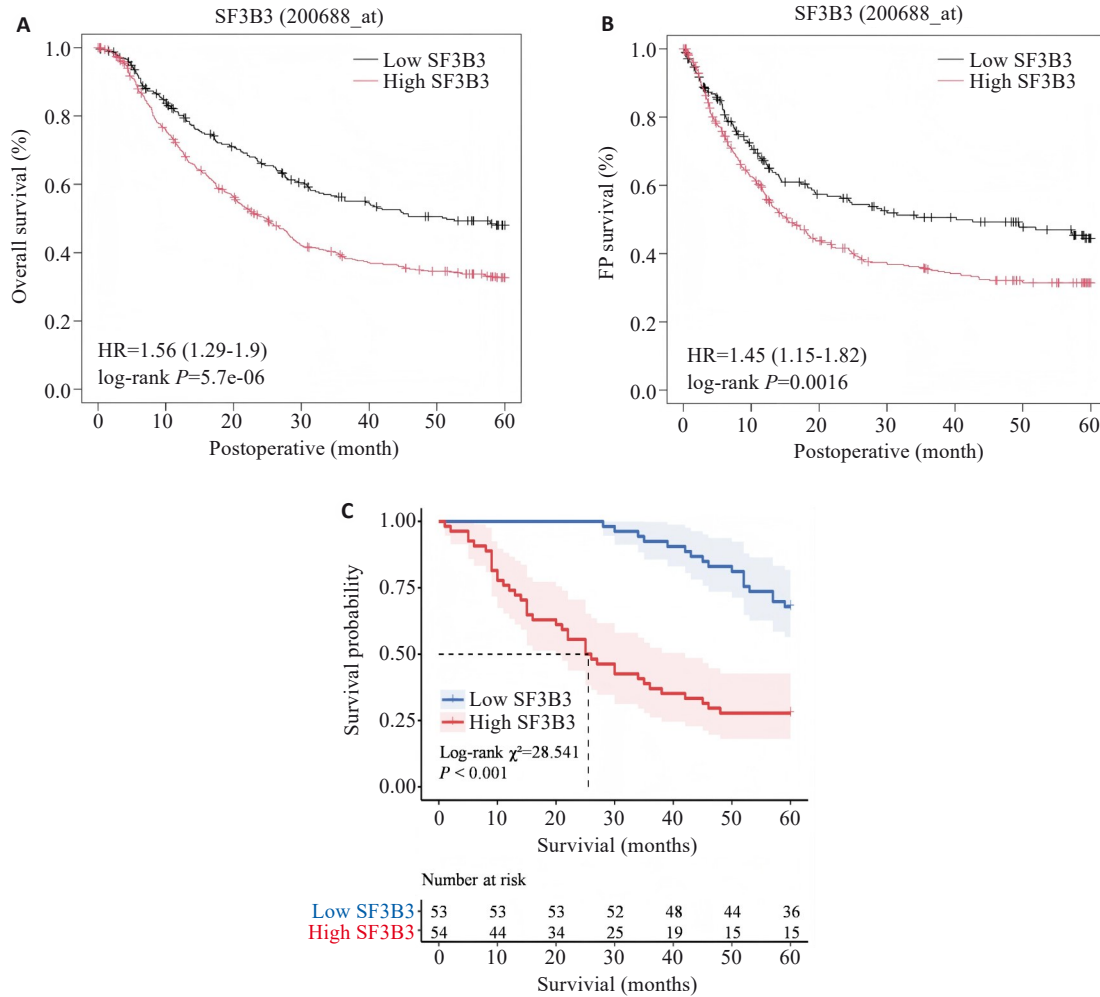 A
SF3B3 (200688_at)
Overall survival (%)
1.0
0.8
0.6
0.4
0.2
0.0
Low SF3B3
High SF3B3
HR=1.56 (1.29-1.9)
log-rank P=5.7e-06
0 10 20 30 40 50 60
Postoperative (month)
B
SF3B3 (200688_at)
FP survival (%)
1.0
0.8
0.6
0.4
0.2
0.0
Low SF3B3
High SF3B3
HR=1.45 (1.15-1.82)
log-rank P=0.0016
0 10 20 30 40 50 60
Postoperative (month)
C
Survival probability
1.00
0.75
0.50
0.25
0.00
Low SF3B3
High SF3B3
Log-rank χ²=28.541
P < 0.001
0 10 20 30 40 50 60
Survivial (months)
Number at risk
Low SF3B3 53 53 53 52 48 44 36
High SF3B3 54 44 34 25 19 15 15
0 10 20 30 40 50 60
Survivial (months)